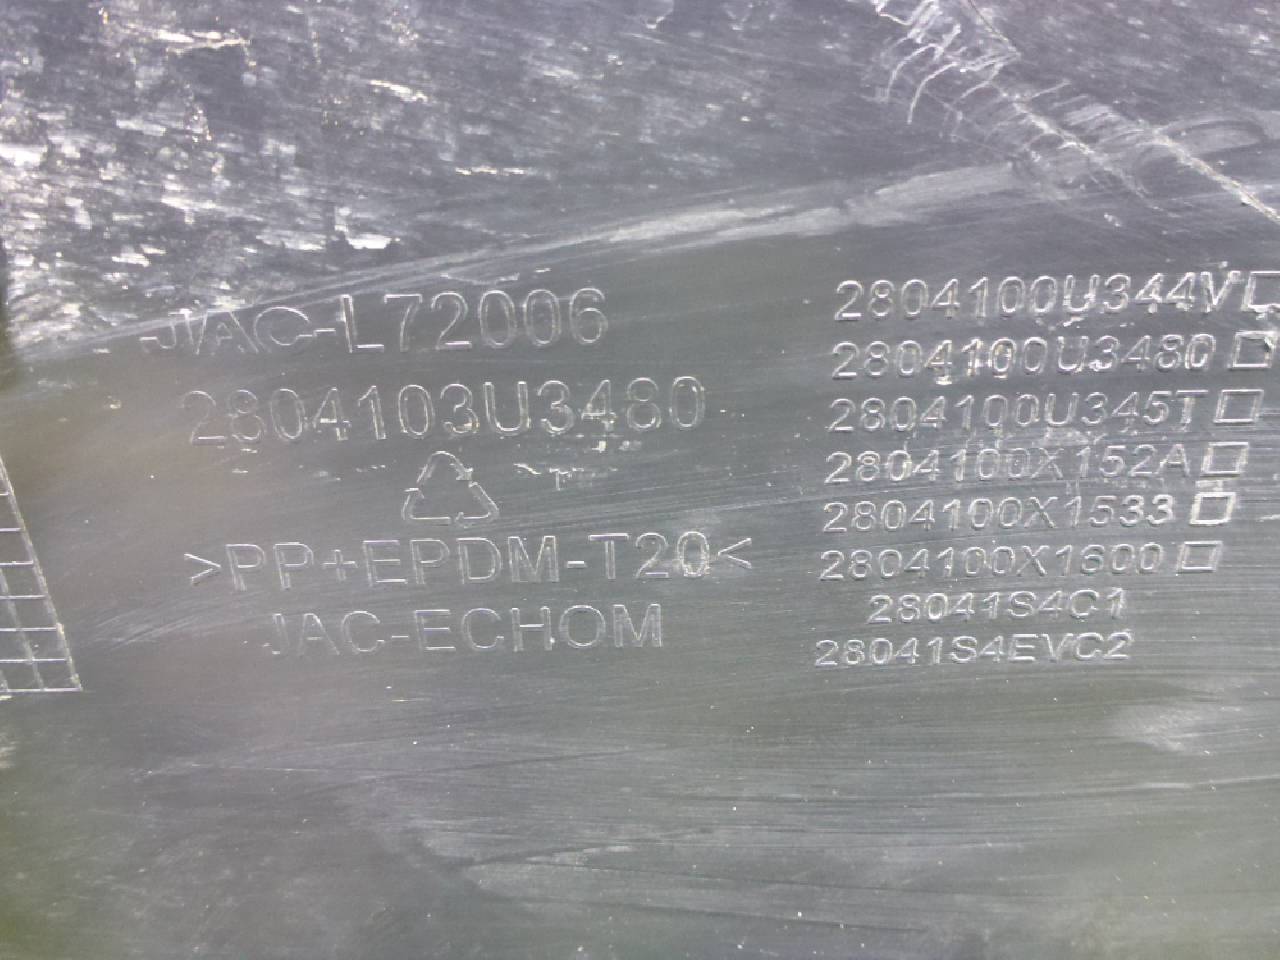 JAC-L72006
2804103U3480
>PP+EPDM-T20<
JAC-ECHOM
2804100U344V
2804100U3480
2804100U345T
2804100X152A
2804100X1533
2804100X1600
28041S4C1
28041S4EVC2